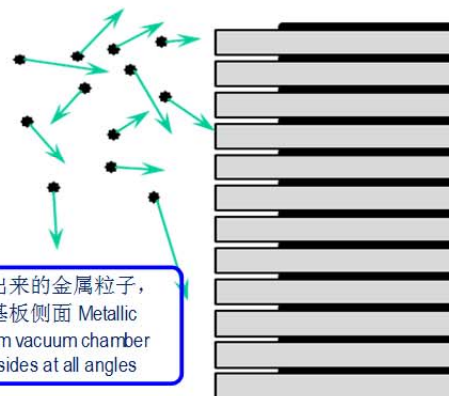 出来的金属粒子，
基板侧面 Metallic
vacuum chamber
sides at all angles